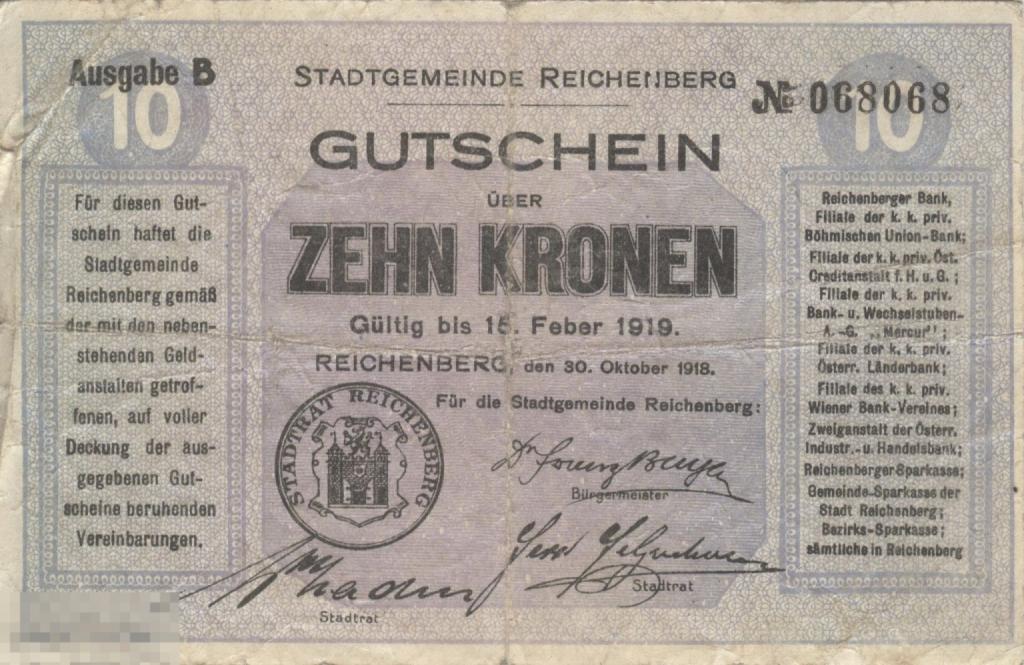 Ausgabe B
10
STADTGEMEINDE REICHENBERG
№ 068068
10
GUTSCHEIN
ÜBER
ZEHN KRONEN
Gültig bis 15. Feber 1919.
REICHENBERG, den 30. Oktober 1918.
Für die Stadtgemeinde Reichenberg:
Bürgermeister
Stadtrat
Stadtrat
STADTRAT REICHENBERG
Für diesen Gut-
schein haftet die
Stadtgemeinde
Reichenberg gemäß
der mit den neben-
stehenden Geld-
anstalten getrof-
fenen, auf voller
Deckung der aus-
gegebenen Gut-
scheine beruhenden
Vereinbarungen.
Reichenberger Bank,
Filiale der k. k. priv.
Böhmischen Union-Bank;
Filiale der k. k. priv. Öst.
Creditanstalt f. H. u. G.;
Filiale der k. k. priv.
Bank- u. Wechselstuben-
A.-G. „Mercur";
Filiale der k. k. priv.
Österr. Länderbank;
Filiale des k. k. priv.
Wiener Bank-Vereines;
Zweiganstalt der Österr.
Industr.- u. Handelsbank;
Reichenberger Sparkasse;
Gemeinde-Sparkasse der
Stadt Reichenberg;
Bezirks-Sparkasse;
sämtliche in Reichenberg